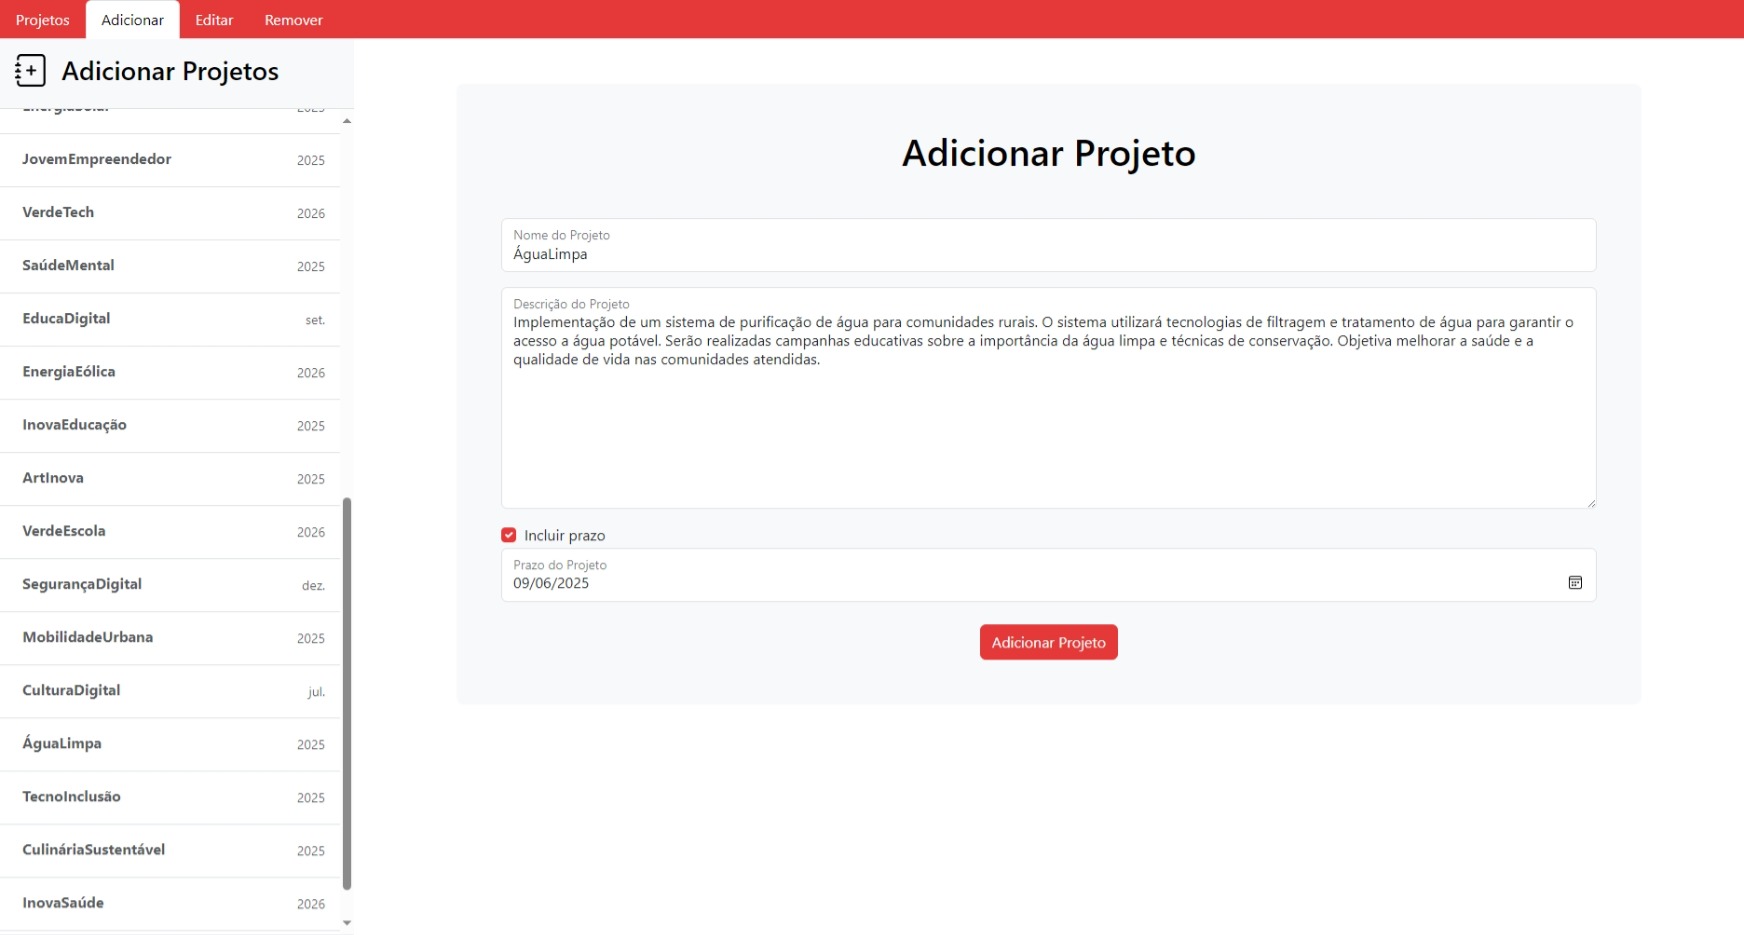 Projetos Adicionar Editar Remover
Adicionar Projetos
JovemEmpreendedor 2025
VerdeTech 2026
SaúdeMental 2025
EducaDigital set.
EnergiaEólica 2026
InovaEducação 2025
ArtInova 2025
VerdeEscola 2026
SegurançaDigital dez.
MobilidadeUrbana 2025
CulturaDigital jul.
ÁguaLimpa 2025
TecnoInclusão 2025
CulináriaSustentável 2025
InovaSaúde 2026
Adicionar Projeto
Nome do Projeto
ÁguaLimpa
Descrição do Projeto
Implementação de um sistema de purificação de água para comunidades rurais. O sistema utilizará tecnologias de filtragem e tratamento de água para garantir o
acesso a água potável. Serão realizadas campanhas educativas sobre a importância da água limpa e técnicas de conservação. Objetiva melhorar a saúde e a
qualidade de vida nas comunidades atendidas.
Incluir prazo
Prazo do Projeto
09/06/2025
Adicionar Projeto